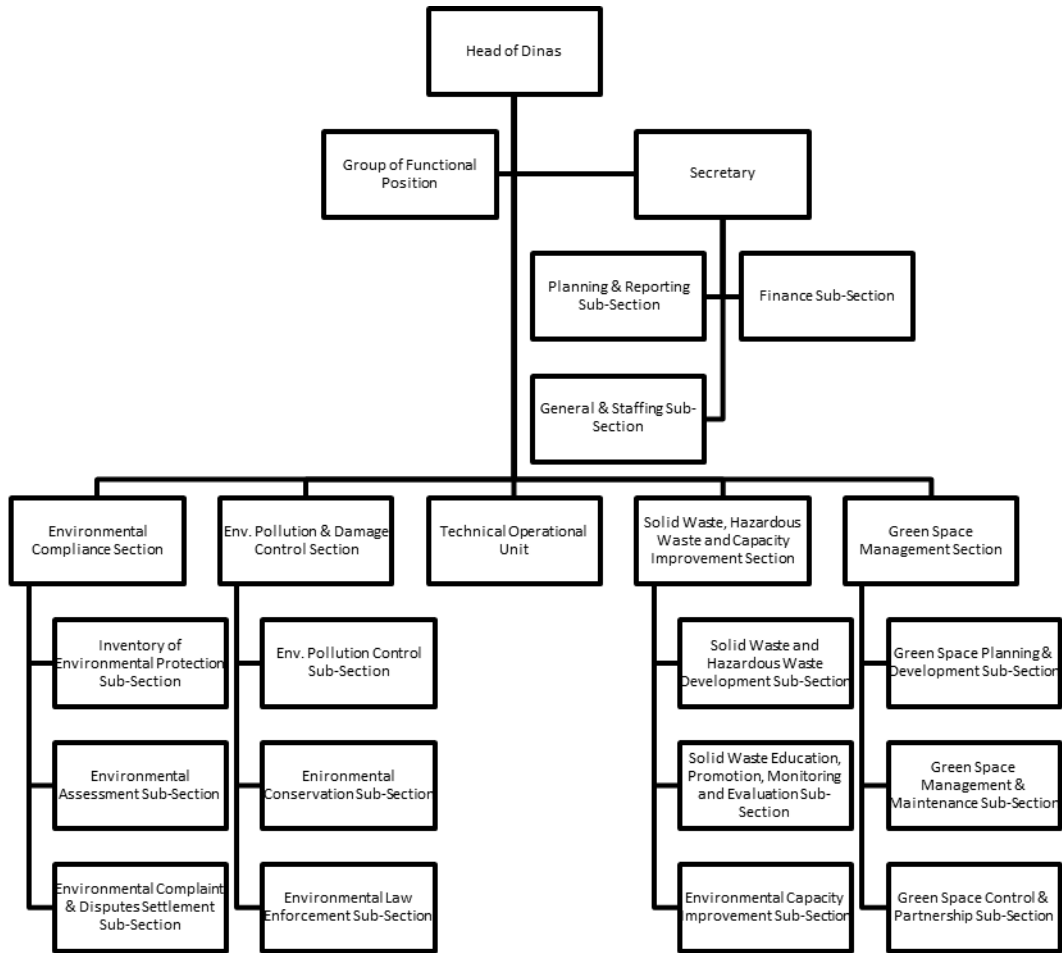 Head of Dinas
Group of Functional
Position
Secretary
Planning & Reporting
Sub-Section
Finance Sub-Section
General & Staffing Sub-
Section
Environmental
Compliance Section
Env. Pollution & Damage
Control Section
Technical Operational
Unit
Solid Waste, Hazardous
Waste and Capacity
Improvement Section
Green Space
Management Section
Inventory of
Environmental Protection
Sub-Section
Env. Pollution Control
Sub-Section
Solid Waste and
Hazardous Waste
Development Sub-Section
Green Space Planning &
Development Sub-Section
Environmental
Assessment Sub-Section
Enironmental
Conservation Sub-Section
Solid Waste Education,
Promotion, Monitoring
and Evaluation Sub-
Section
Green Space
Management &
Maintenance Sub-Section
Environmental Complaint
& Disputes Settlement
Sub-Section
Environmental Law
Enforcement Sub-Section
Environmental Capacity
Improvement Sub-Section
Green Space Control &
Partnership Sub-Section